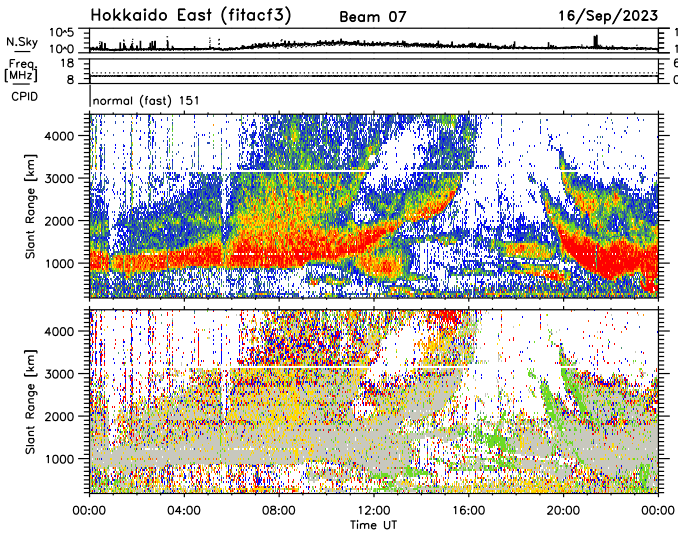 Hokkaido East (fitacf3) Beam 07 16/Sep/2023
N.Sky 10^5 10^0 1 1
Freq. [MHz] 18 8 6 0
CPID normal (fast) 151
Slant Range [km] 4000 3000 2000 1000
Slant Range [km] 4000 3000 2000 1000
00:00 04:00 08:00 12:00 16:00 20:00 00:00
Time UT